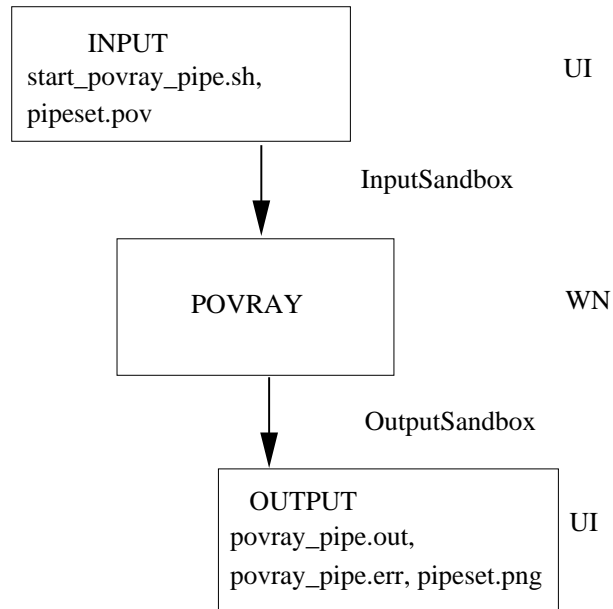 INPUT
start_povray_pipe.sh,
pipeset.pov
UI
InputSandbox
POVRAY
WN
OutputSandbox
OUTPUT
povray_pipe.out,
povray_pipe.err, pipeset.png
UI